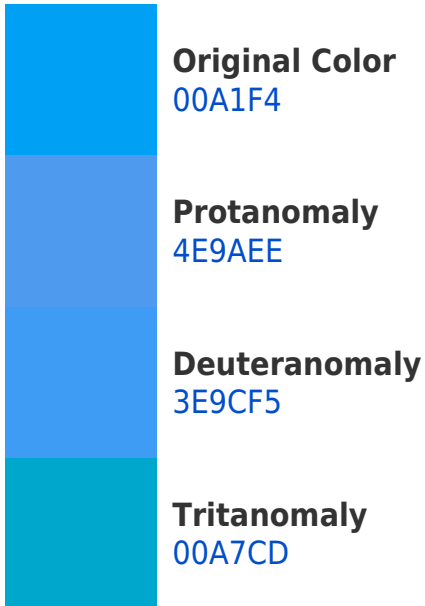 Original Color
00A1F4
Protanomaly
4E9AEE
Deuteranomaly
3E9CF5
Tritanomaly
00A7CD